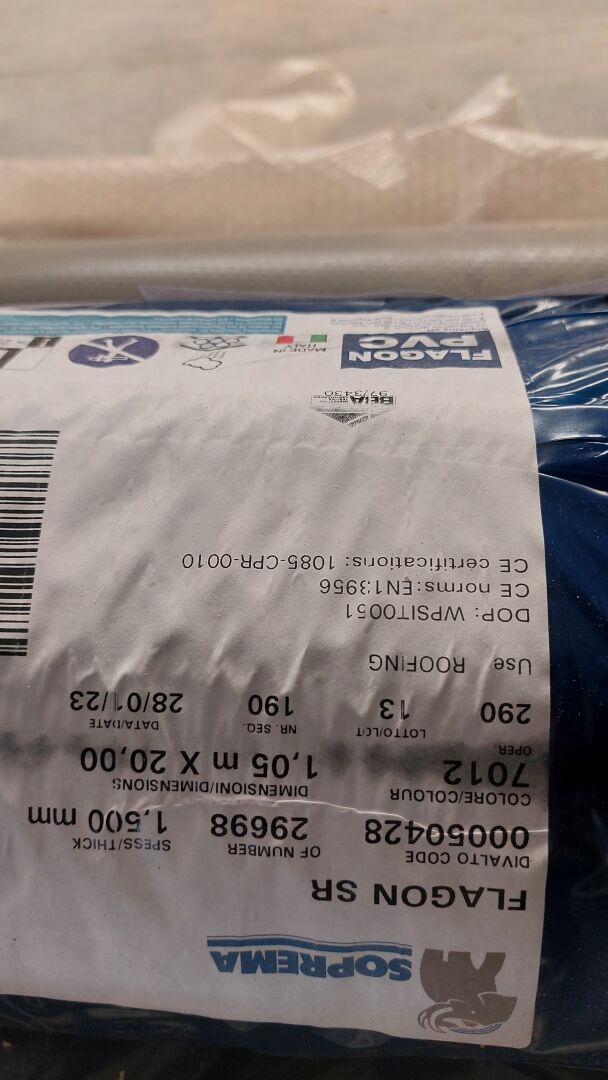 SOPREMA
FLAGON SR
DIVALTO CODE OF NUMBER SPESS/THICK
00050428 29698 1,500 mm
COLORE/COLOUR DIMENSIONI/DIMENSIONS
7012 1,05 m X 20,00
OPER. LOTTO/LOT NR. SEQ. DATA/DATE
290 13 190 28/01/23
Use ROOFING
DOP: WPSIT0051
CE norms: EN13956
CE certifications: 1085-CPR-0010
BBA
97/3430
FLAGON
PVC
MADE IN
ITALY